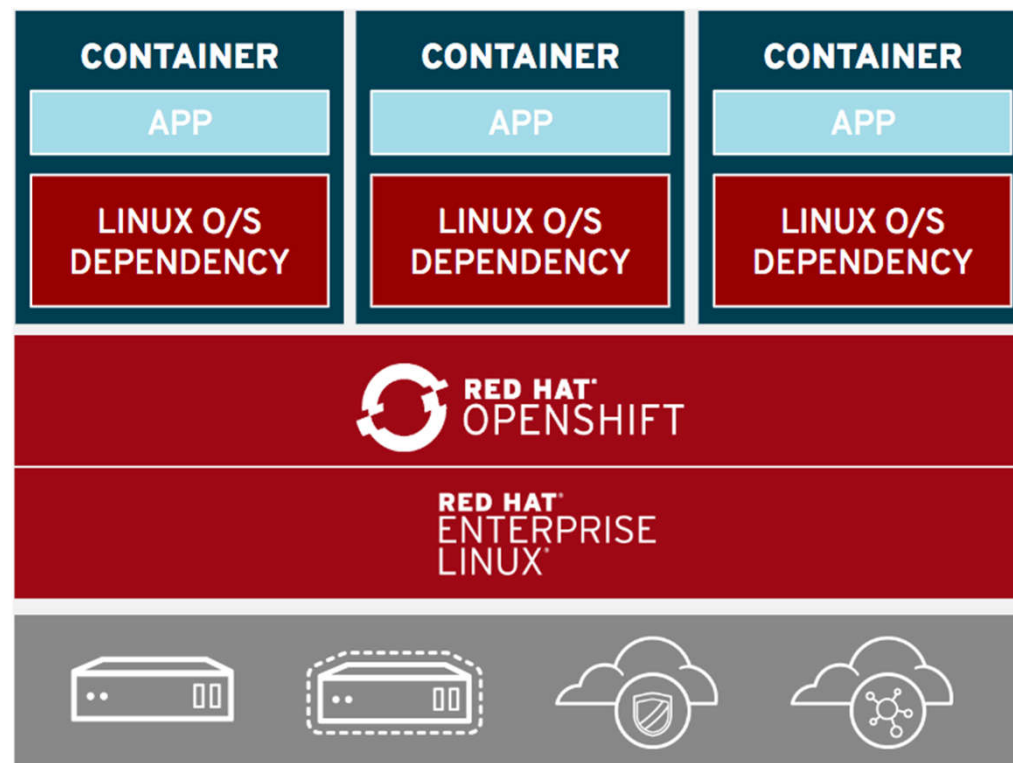 CONTAINER
APP
LINUX O/S
DEPENDENCY
CONTAINER
APP
LINUX O/S
DEPENDENCY
CONTAINER
APP
LINUX O/S
DEPENDENCY
RED HAT®
OPENSHIFT
RED HAT®
ENTERPRISE
LINUX®